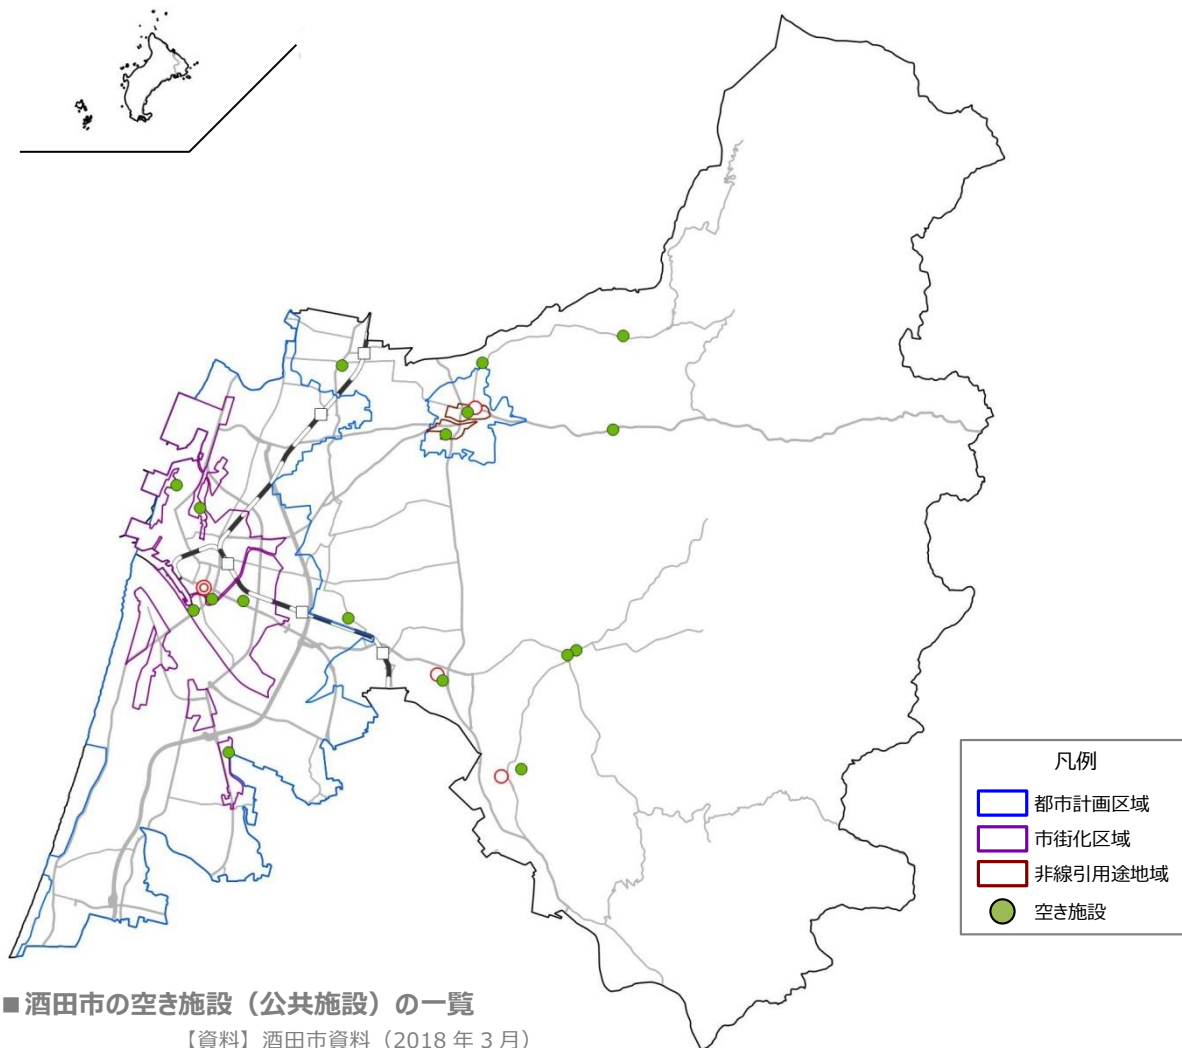 凡例
都市計画区域
市街化区域
非線引用途地域
空き施設
■酒田市の空き施設（公共施設）の一覧
【資料】酒田市資料（2018 年 3 月）